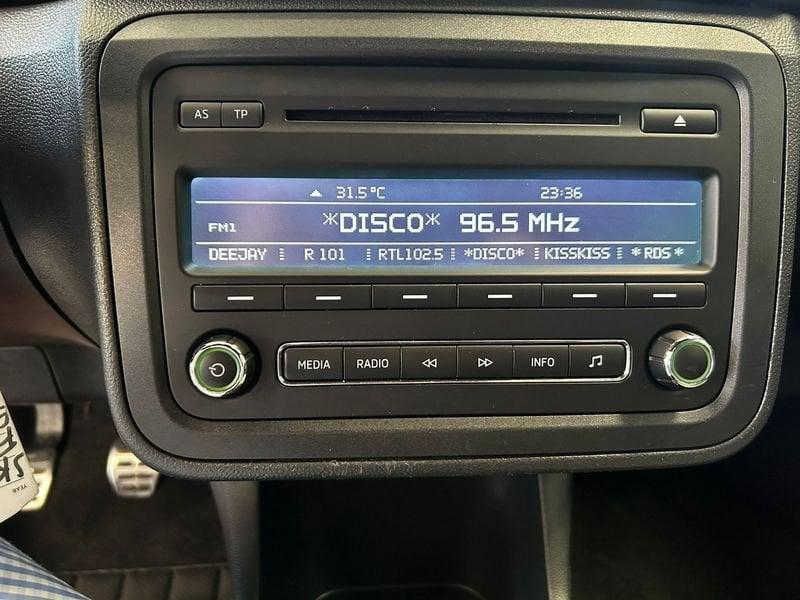 AS TP
31.5°C 23:36
FM1 *DISCO* 96.5 MHz
DEEJAY R 101 RTL102.5 *DISCO* KISSKISS *RDS*
MEDIA RADIO INFO
YEAR